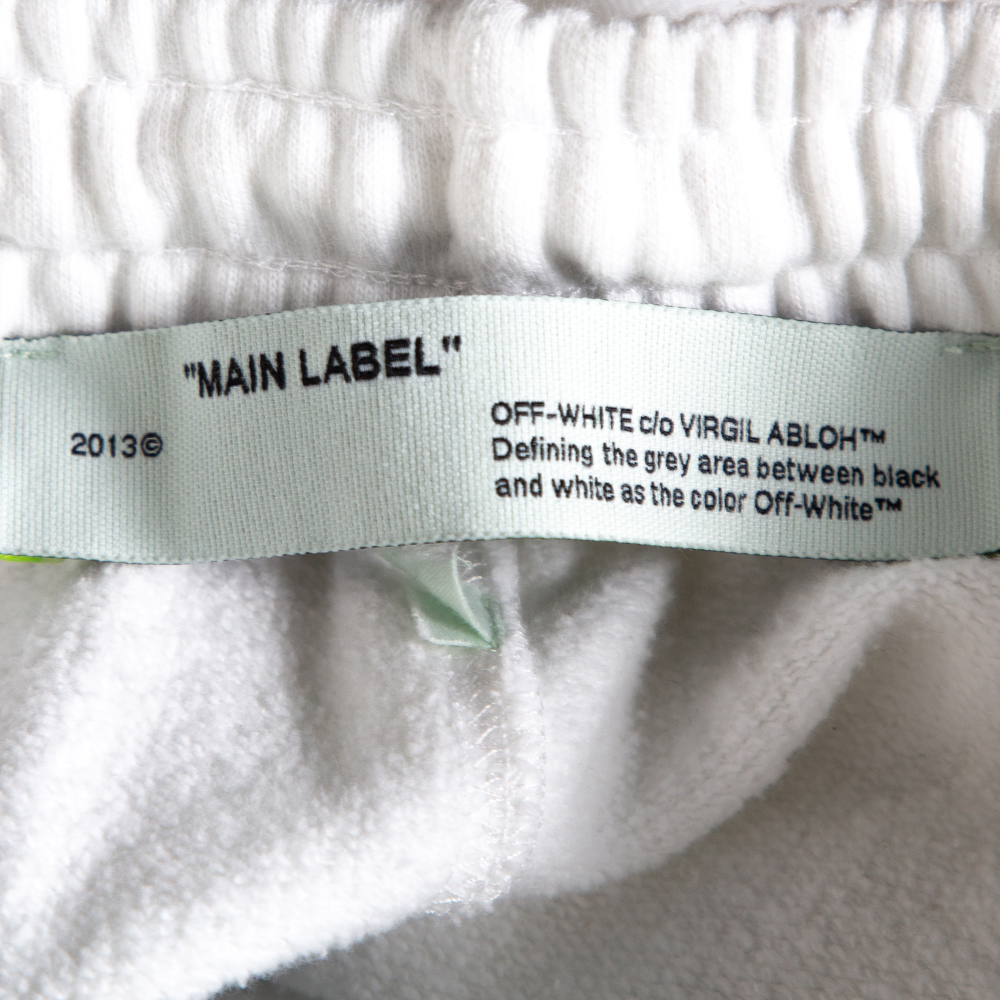 "MAIN LABEL"
2013©
OFF-WHITE c/o VIRGIL ABLOH™
Defining the grey area between black
and white as the color Off-White™